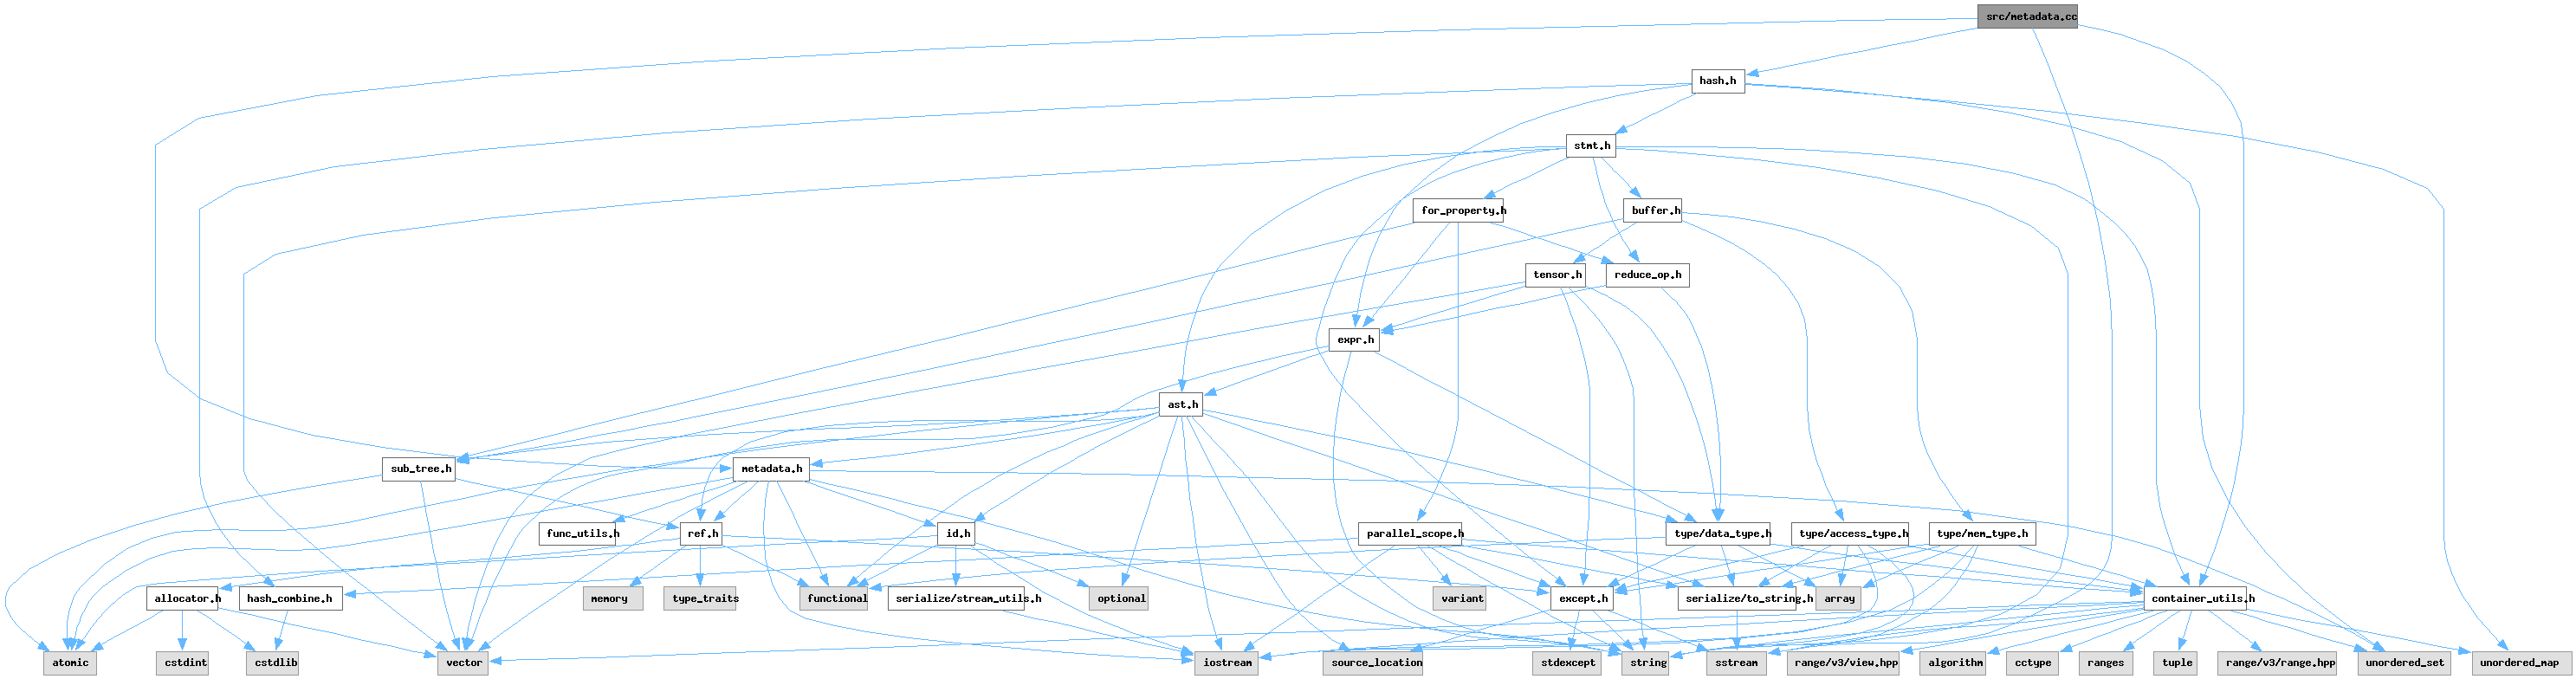 src/metadata.cc
hash.h
stmt.h
for_property.h
buffer.h
tensor.h
reduce_op.h
expr.h
ast.h
sub_tree.h
metadata.h
func_utils.h
ref.h
id.h
parallel_scope.h
type/data_type.h
type/access_type.h
type/mem_type.h
allocator.h
hash_combine.h
memory
type_traits
functional
serialize/stream_utils.h
optional
variant
except.h
serialize/to_string.h
array
container_utils.h
atomic
cstdint
cstdlib
vector
iostream
source_location
stdexcept
string
sstream
range/v3/view.hpp
algorithm
cctype
ranges
tuple
range/v3/range.hpp
unordered_set
unordered_map